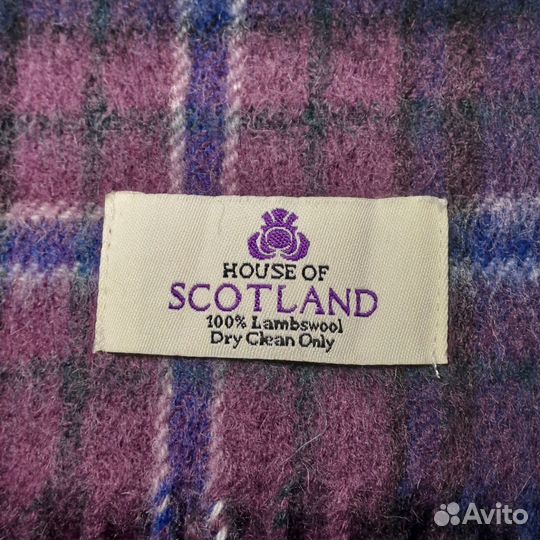 HOUSE OF
SCOTLAND
100% Lambswool
Dry Clean Only
Avito